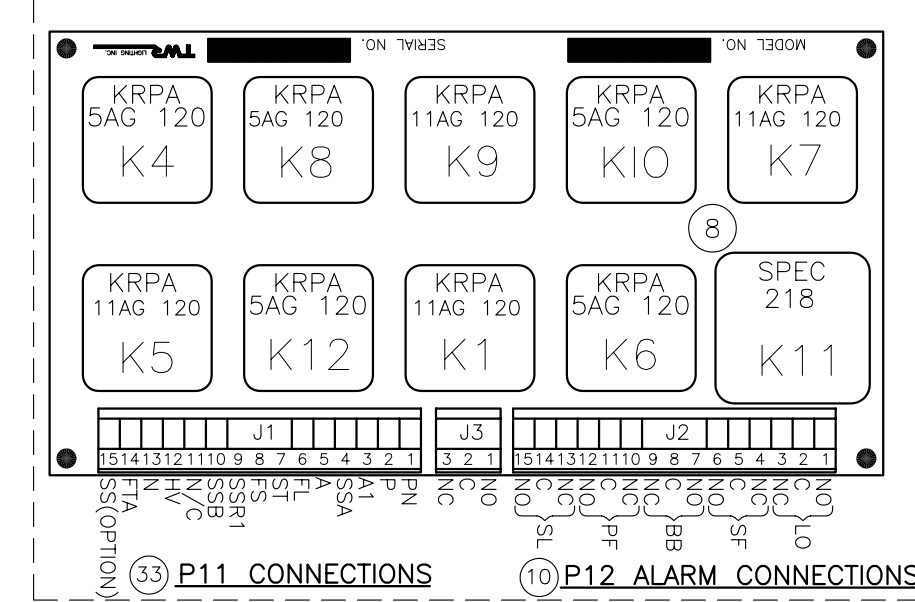 TWR
LIGHTING INC.
SERIAL NO.
MODEL NO.
KRPA
5AG 120
K4
KRPA
5AG 120
K8
KRPA
11AG 120
K9
KRPA
5AG 120
K10
KRPA
11AG 120
K7
8
KRPA
11AG 120
K5
KRPA
5AG 120
K12
KRPA
11AG 120
K1
KRPA
5AG 120
K6
SPEC
218
K11
J1
J3
J2
15 14 13 12 11 10 9 8 7 6 5 4 3 2 1
3 2 1
15 14 13 12 11 10 9 8 7 6 5 4 3 2 1
SS(OPTION)
FTA
N
HV
N/C
SSB
SSR1
FS
ST
FL
A
SSA
A1
P
PN
NC
C
NO
NO
C
NC
NO
C
NC
NC
C
NO
NO
C
NC
NC
C
NO
SL
PF
BB
SF
LO
33 P11 CONNECTIONS
10 P12 ALARM CONNECTIONS